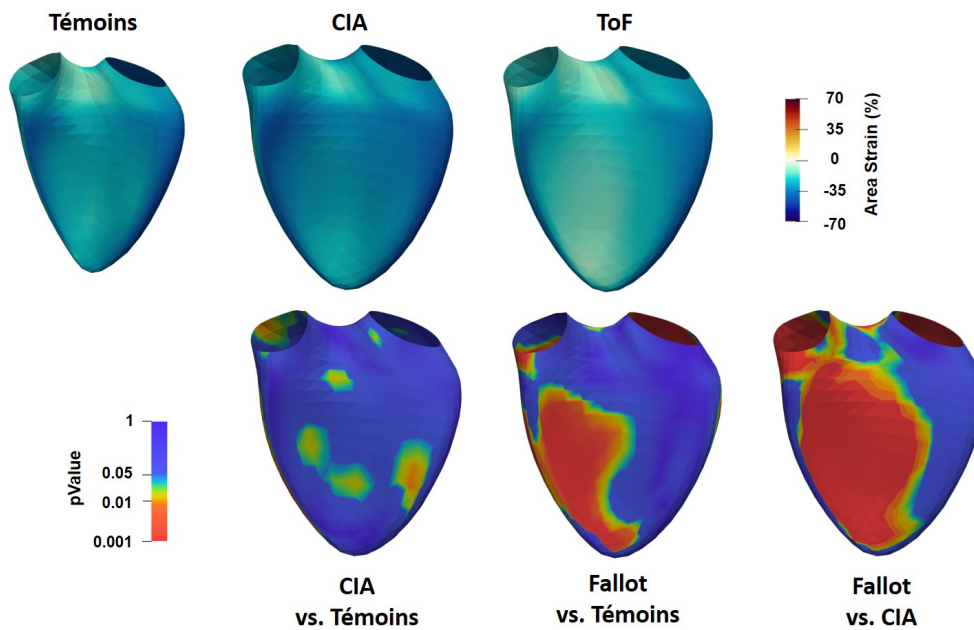 Témoins
CIA
ToF
70
35
0
-35
-70
Area Strain (%)
1
0.05
0.01
0.001
pValue
CIA
vs. Témoins
Fallot
vs. Témoins
Fallot
vs. CIA